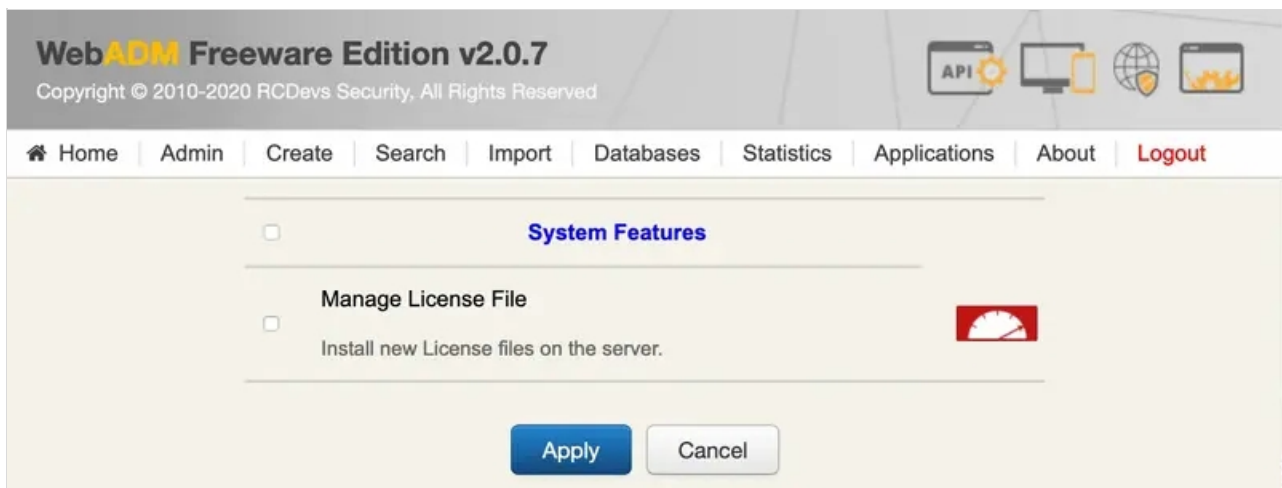 WebADM Freeware Edition v2.0.7
Copyright © 2010-2020 RCDevs Security, All Rights Reserved
API
Home Admin Create Search Import Databases Statistics Applications About Logout
System Features
Manage License File
Install new License files on the server.
Apply Cancel